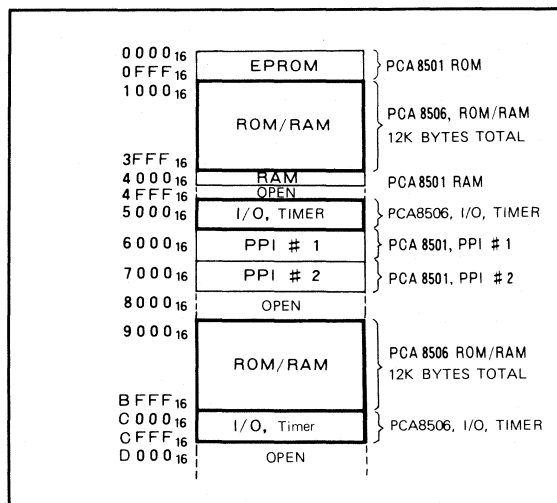 0000₁₆
0FFF₁₆
EPROM
PCA 8501 ROM
1000₁₆
ROM/RAM
PCA 8506, ROM/RAM
12K BYTES TOTAL
3FFF₁₆
4000₁₆
RAM
PCA8501 RAM
4FFF₁₆
OPEN
5000₁₆
I/O, TIMER
PCA8506, I/O, TIMER
6000₁₆
PPI # 1
PCA 8501, PPI # 1
7000₁₆
PPI # 2
PCA 8501, PPI # 2
8000₁₆
OPEN
9000₁₆
ROM/RAM
PCA 8506 ROM/RAM
12K BYTES TOTAL
BFFF₁₆
C000₁₆
I/O, Timer
PCA8506, I/O, TIMER
CFFF₁₆
D000₁₆
OPEN